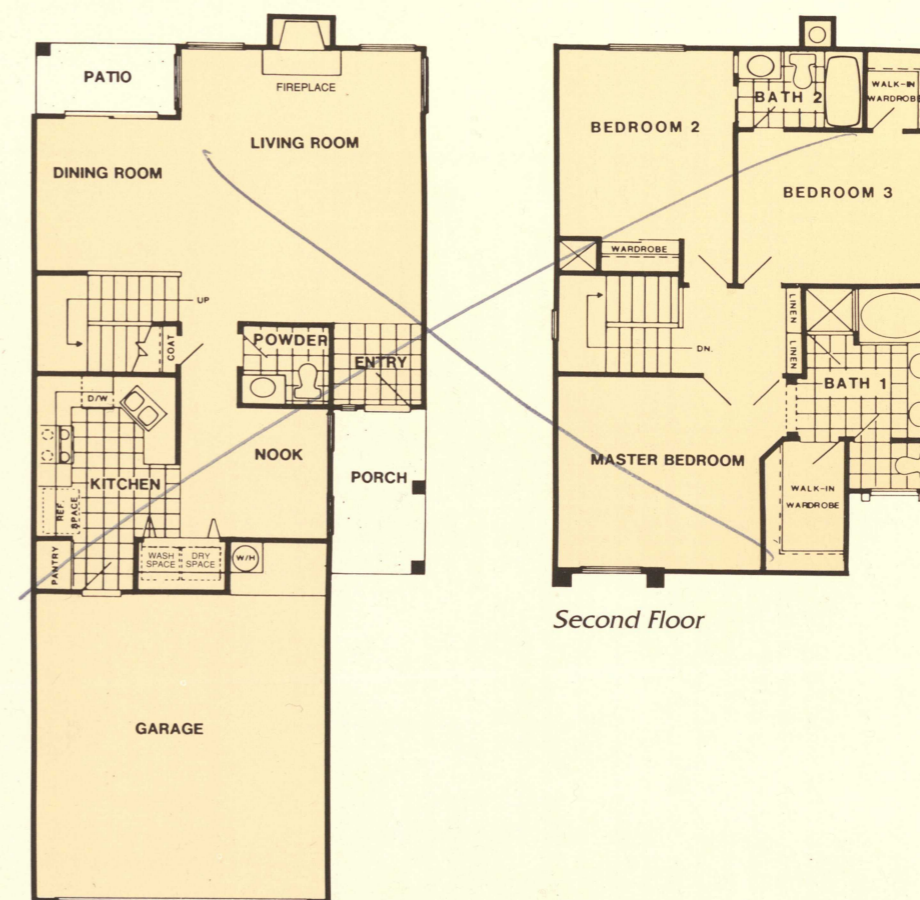 PATIO
FIREPLACE
LIVING ROOM
DINING ROOM
UP
COAT
POWDER
ENTRY
D/W
KITCHEN
REF.
SPACE
NOOK
PORCH
PANTRY
WASH
SPACE
DRY
SPACE
W/H
GARAGE
BEDROOM 2
BATH 2
WALK-IN
WARDROBE
BEDROOM 3
WARDROBE
LINEN
DN.
LINEN
BATH 1
MASTER BEDROOM
WALK-IN
WARDROBE
Second Floor